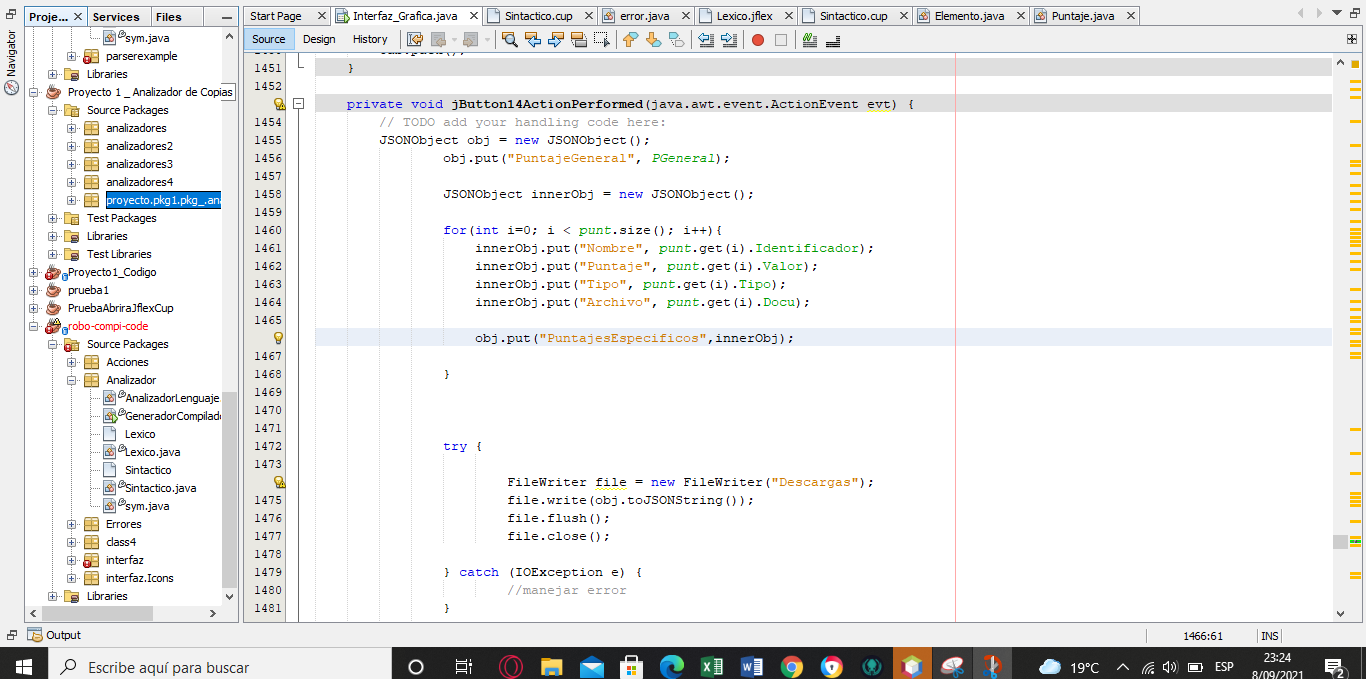 Proje... × Services Files
sym.java
parserexample
Libraries
Proyecto 1 _ Analizador de Copias
Source Packages
analizadores
analizadores2
analizadores3
analizadores4
proyecto.pkg1.pkg_.ana
Test Packages
Libraries
Test Libraries
Proyecto1_Codigo
prueba1
PruebaAbriraJflexCup
robo-compi-code
Source Packages
Acciones
Analizador
AnalizadorLenguaje
GeneradorCompilado
Lexico
Lexico.java
Sintactico
Sintactico.java
sym.java
Errores
class4
interfaz
interfaz.Icons
Libraries
Navigator
Start Page Interfaz_Grafica.java Sintactico.cup error.java Lexico.jflex Sintactico.cup Elemento.java Puntaje.java
Source Design History
1451 }
1452
private void jButton14ActionPerformed(java.awt.event.ActionEvent evt) {
1454 // TODO add your handling code here:
1455 JSONObject obj = new JSONObject();
1456 obj.put("PuntajeGeneral", PGeneral);
1457
1458 JSONObject innerObj = new JSONObject();
1459
1460 for(int i=0; i < punt.size(); i++){
1461 innerObj.put("Nombre", punt.get(i).Identificador);
1462 innerObj.put("Puntaje", punt.get(i).Valor);
1463 innerObj.put("Tipo", punt.get(i).Tipo);
1464 innerObj.put("Archivo", punt.get(i).Docu);
1465
obj.put("PuntajesEspecificos",innerObj);
1467
1468 }
1469
1470
1471
1472 try {
1473
FileWriter file = new FileWriter("Descargas");
1475 file.write(obj.toJSONString());
1476 file.flush();
1477 file.close();
1478
1479 } catch (IOException e) {
1480 //manejar error
1481 }
Output
1466:61 INS
Escribe aquí para buscar
19°C ESP 23:24
8/09/2021
2